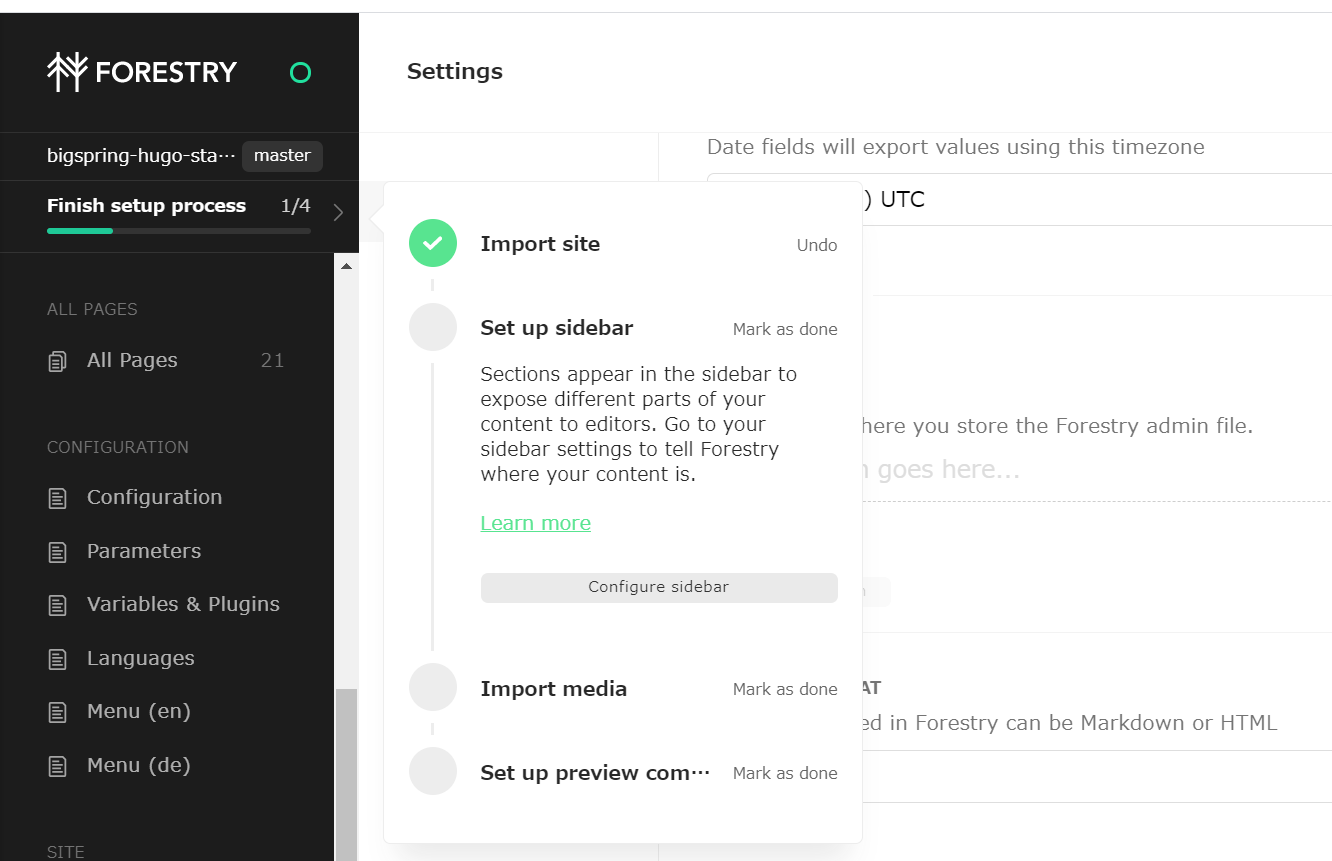 FORESTRY
bigspring-hugo-sta··· master
Finish setup process 1/4
ALL PAGES
All Pages 21
CONFIGURATION
Configuration
Parameters
Variables & Plugins
Languages
Menu (en)
Menu (de)
SITE
Settings
Date fields will export values using this timezone
) UTC
Import site Undo
Set up sidebar Mark as done
Sections appear in the sidebar to
expose different parts of your
content to editors. Go to your
sidebar settings to tell Forestry
where your content is.
Learn more
Configure sidebar
Import media Mark as done
Set up preview com··· Mark as done
here you store the Forestry admin file.
goes here...
AT
ed in Forestry can be Markdown or HTML